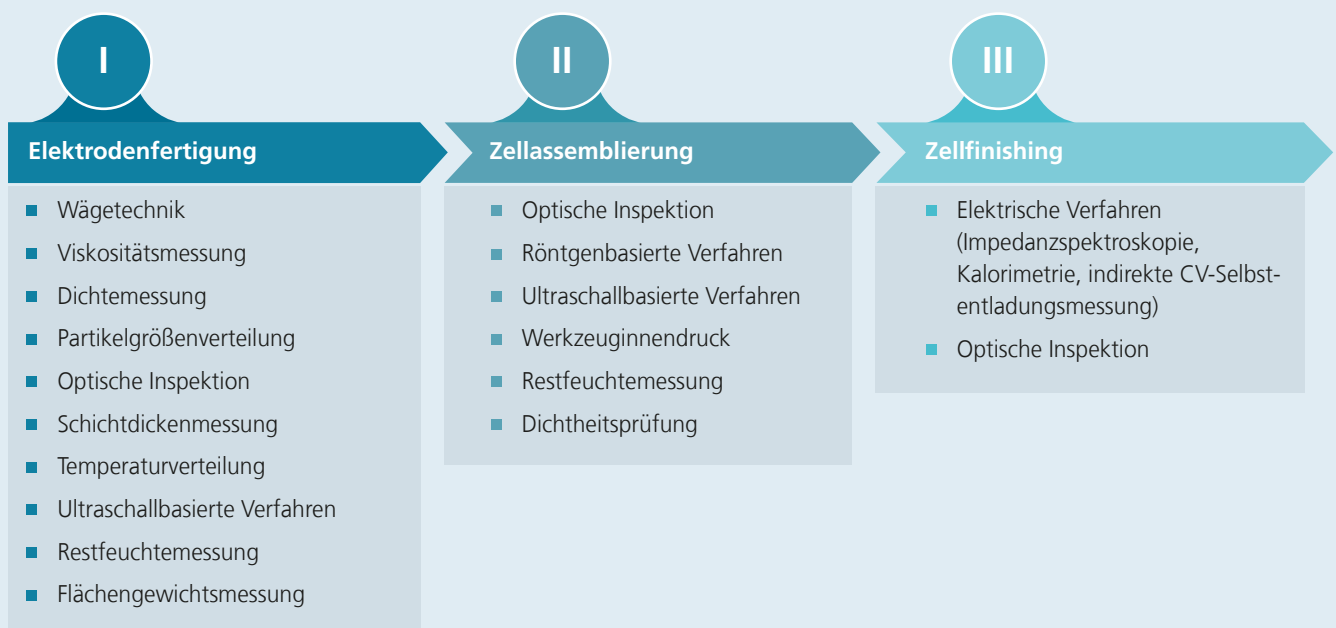 I
Elektrodenfertigung
Wägetechnik
Viskositätsmessung
Dichtemessung
Partikelgrößenverteilung
Optische Inspektion
Schichtdickenmessung
Temperaturverteilung
Ultraschallbasierte Verfahren
Restfeuchtemessung
Flächengewichtsmessung
II
Zellassemblierung
Optische Inspektion
Röntgenbasierte Verfahren
Ultraschallbasierte Verfahren
Werkzeuginnendruck
Restfeuchtemessung
Dichtheitsprüfung
III
Zellfinishing
Elektrische Verfahren
(Impedanzspektroskopie,
Kalorimetrie, indirekte CV-Selbst-
entladungsmessung)
Optische Inspektion